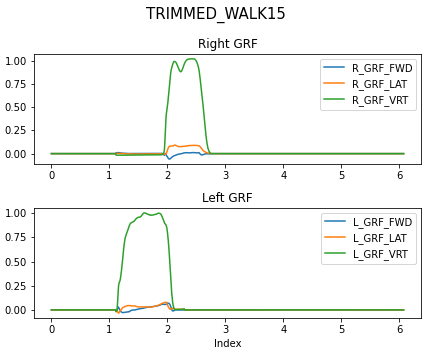 TRIMMED_WALK15
Right GRF
1.00
0.75
0.50
0.25
0.00
R_GRF_FWD
R_GRF_LAT
R_GRF_VRT
0 1 2 3 4 5 6
Left GRF
1.00
0.75
0.50
0.25
0.00
L_GRF_FWD
L_GRF_LAT
L_GRF_VRT
0 1 2 3 4 5 6
Index